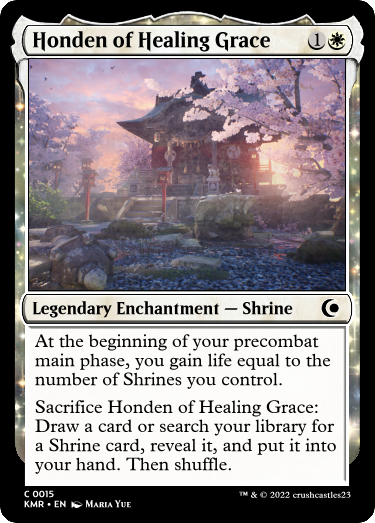 Honden of Healing Grace 1
Legendary Enchantment — Shrine
At the beginning of your precombat
main phase, you gain life equal to the
number of Shrines you control.
Sacrifice Honden of Healing Grace:
Draw a card or search your library for
a Shrine card, reveal it, and put it into
your hand. Then shuffle.
C 0015
KMR • EN Maria Yue
™ & © 2022 crushcastles23